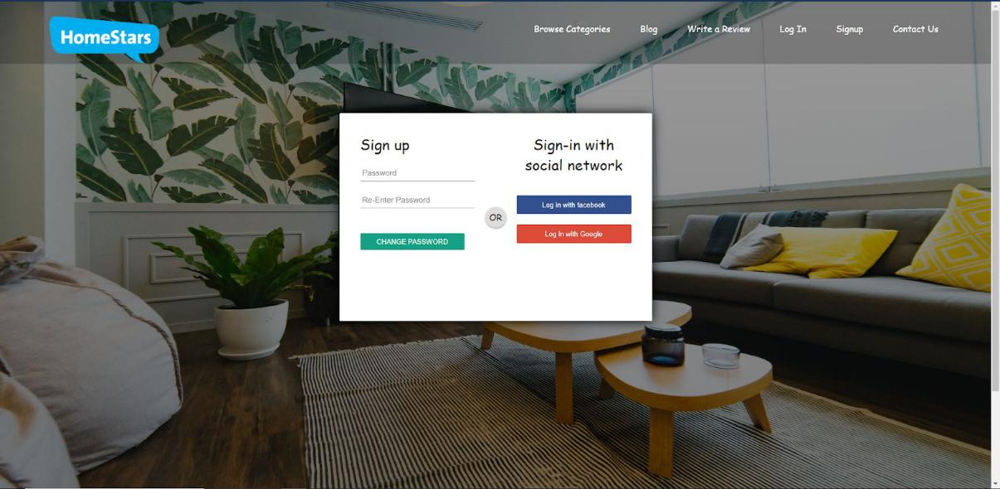 HomeStars
Browse Categories Blog Write a Review Log In Signup Contact Us
Sign up
Password
Re-Enter Password
CHANGE PASSWORD
OR
Sign-in with
social network
Log in with facebook
Log in with Google